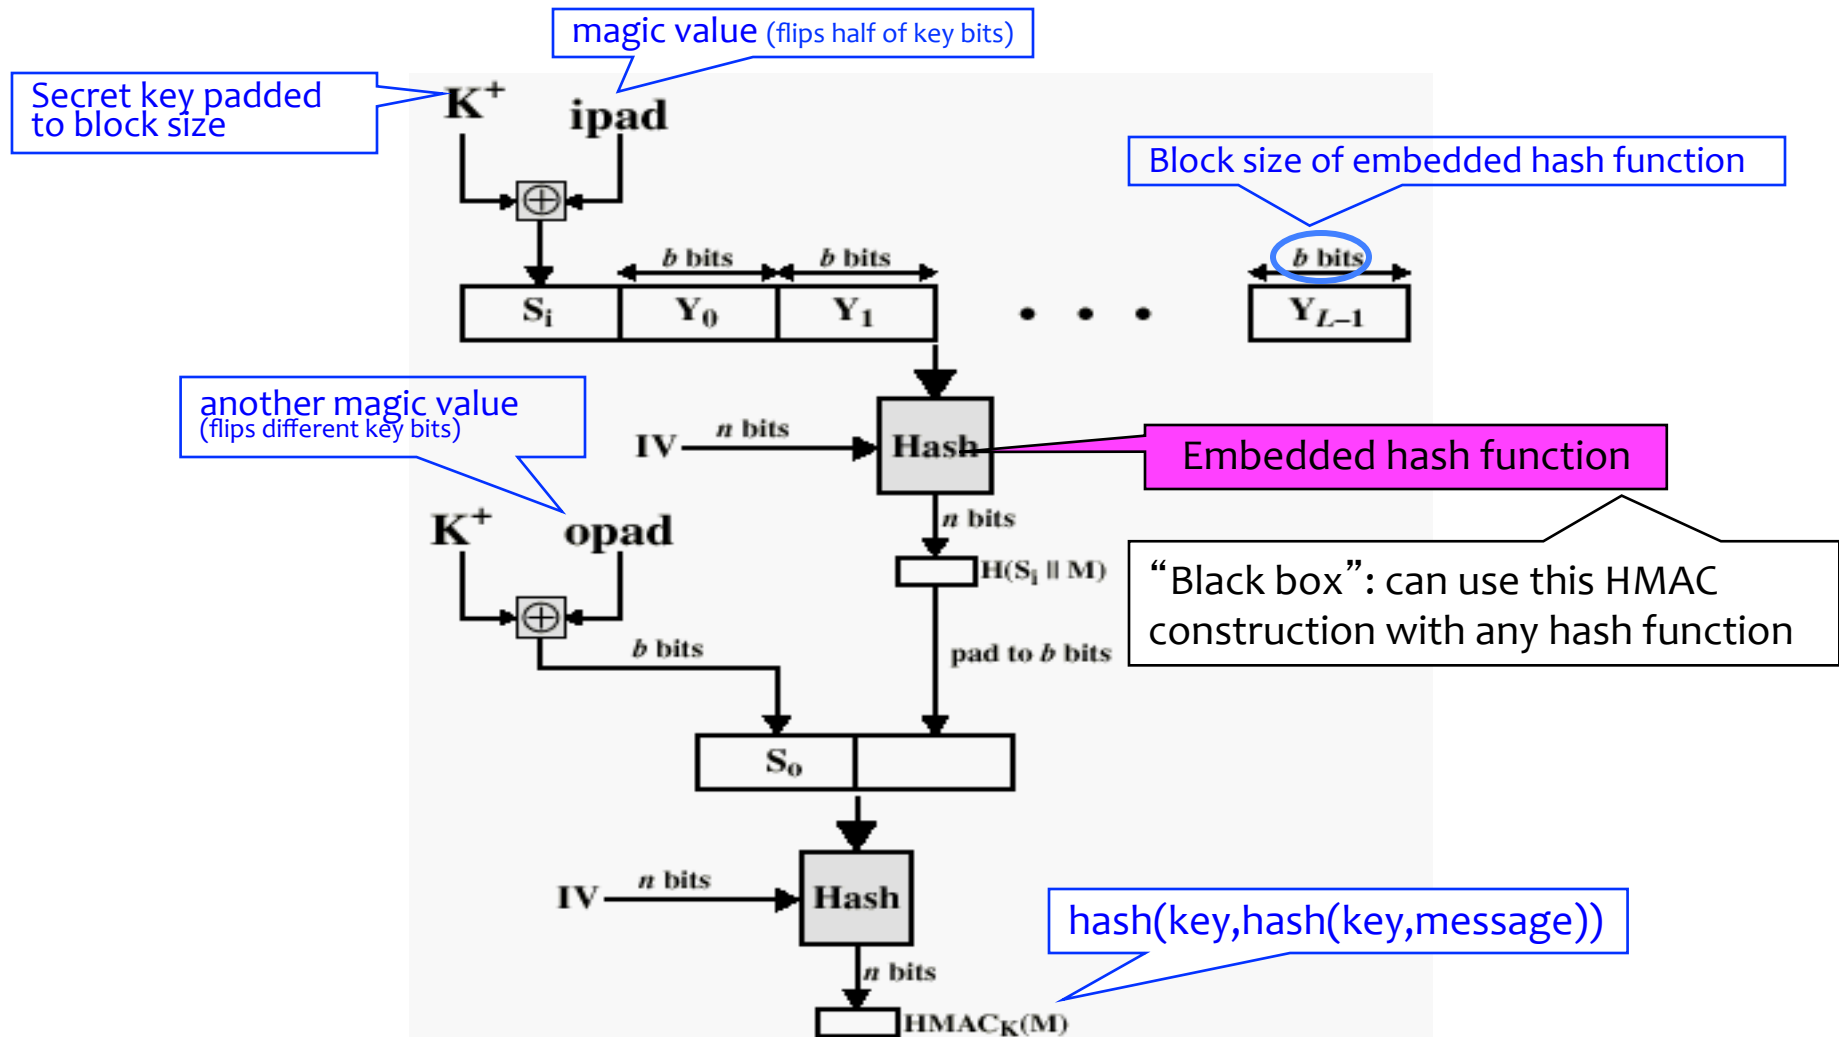 magic value (flips half of key bits)
Secret key padded
to block size
K⁺
ipad
Block size of embedded hash function
⊕
b bits
b bits
b bits
Sᵢ
Y₀
Y₁
• • •
Y_{L–1}
another magic value
(flips different key bits)
IV
n bits
Hash
Embedded hash function
K⁺
opad
n bits
H(Sᵢ || M)
“Black box”: can use this HMAC
construction with any hash function
⊕
b bits
pad to b bits
Sₒ
IV
n bits
Hash
hash(key,hash(key,message))
n bits
HMAC_K(M)